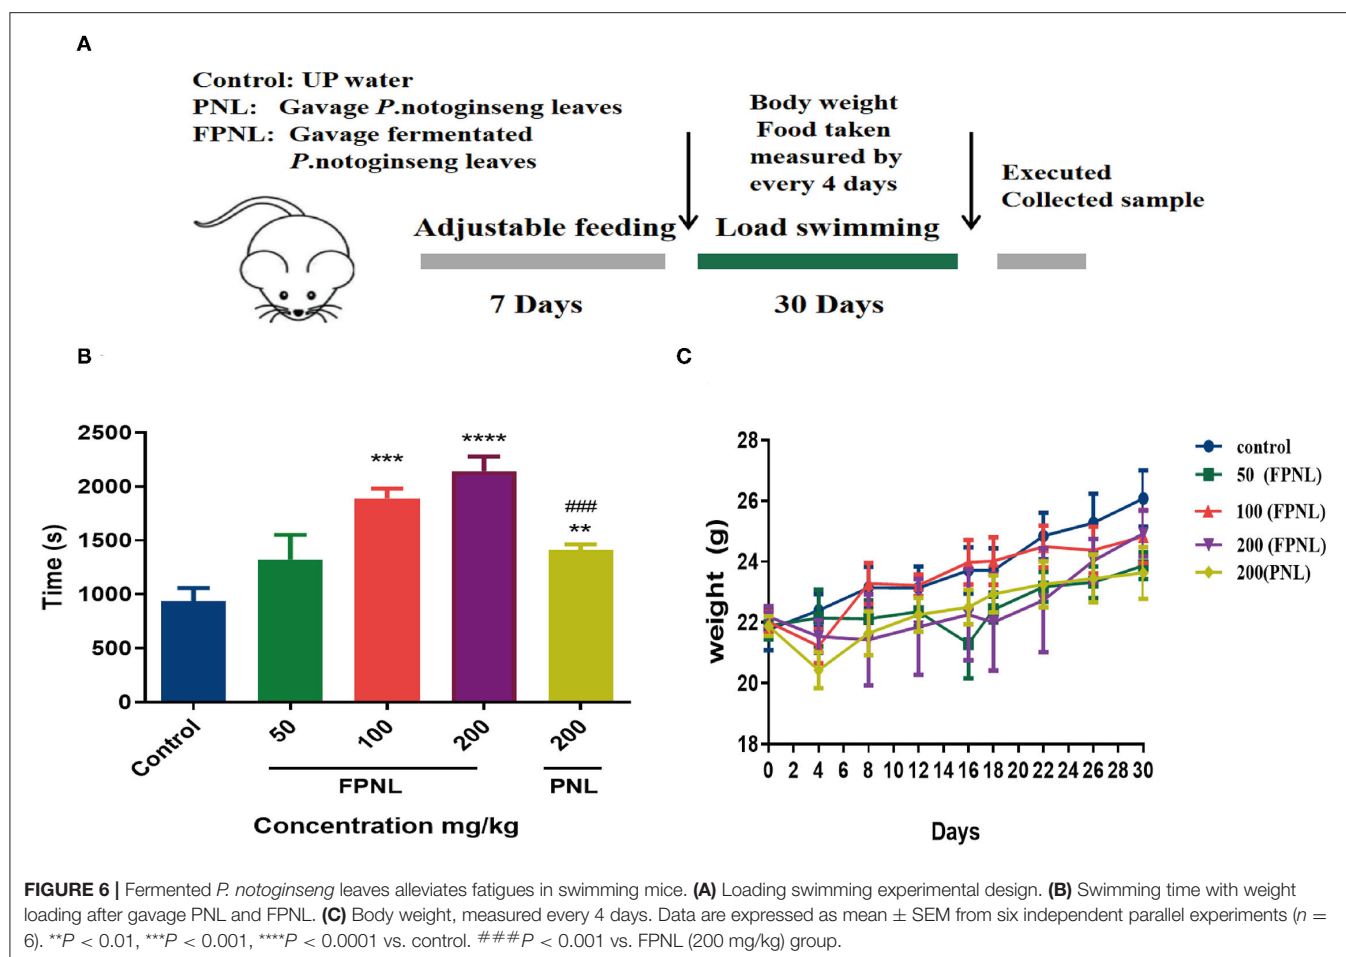 A
Control: UP water
PNL: Gavage P.notoginseng leaves
FPNL: Gavage fermentated
P.notoginseng leaves
Body weight
Food taken
measured by
every 4 days
Executed
Collected sample
Adjustable feeding
Load swimming
7 Days
30 Days
B
Time (s)
2500
2000
1500
1000
500
0
***
****
###
**
Control
50
100
200
200
FPNL
PNL
Concentration mg/kg
C
weight (g)
28
26
24
22
20
18
0 2 4 6 8 10 12 14 16 18 20 22 24 26 28 30
Days
control
50 (FPNL)
100 (FPNL)
200 (FPNL)
200(PNL)
FIGURE 6 | Fermented P. notoginseng leaves alleviates fatigues in swimming mice. (A) Loading swimming experimental design. (B) Swimming time with weight
loading after gavage PNL and FPNL. (C) Body weight, measured every 4 days. Data are expressed as mean ± SEM from six independent parallel experiments (n =
6). **P < 0.01, ***P < 0.001, ****P < 0.0001 vs. control. ###P < 0.001 vs. FPNL (200 mg/kg) group.